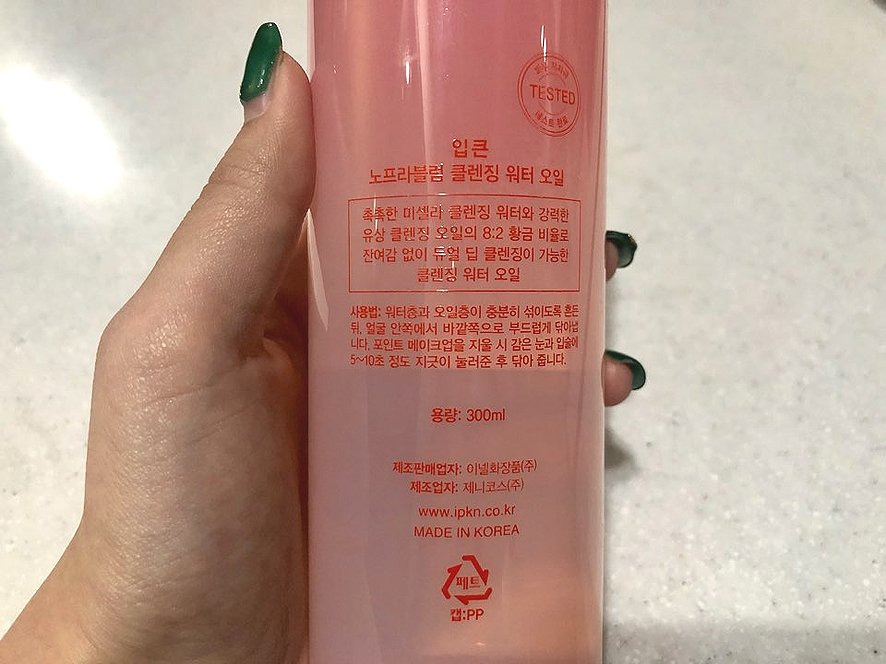 TESTED
테스트 완료
입큰
노프라블럼 클렌징 워터 오일
촉촉한 미셀라 클렌징 워터와 강력한
유상 클렌징 오일의 8:2 황금 비율로
잔여감 없이 듀얼 딥 클렌징이 가능한
클렌징 워터 오일
사용법: 워터층과 오일층이 충분히 섞이도록 흔든
뒤, 얼굴 안쪽에서 바깥쪽으로 부드럽게 닦아냅
니다. 포인트 메이크업을 지울 시 감은 눈과 입술에
5~10초 정도 지긋이 눌러준 후 닦아 줍니다.
용량: 300ml
제조판매업자: 이넬화장품(주)
제조업자: 제니코스(주)
www.ipkn.co.kr
MADE IN KOREA
페트
캡:PP